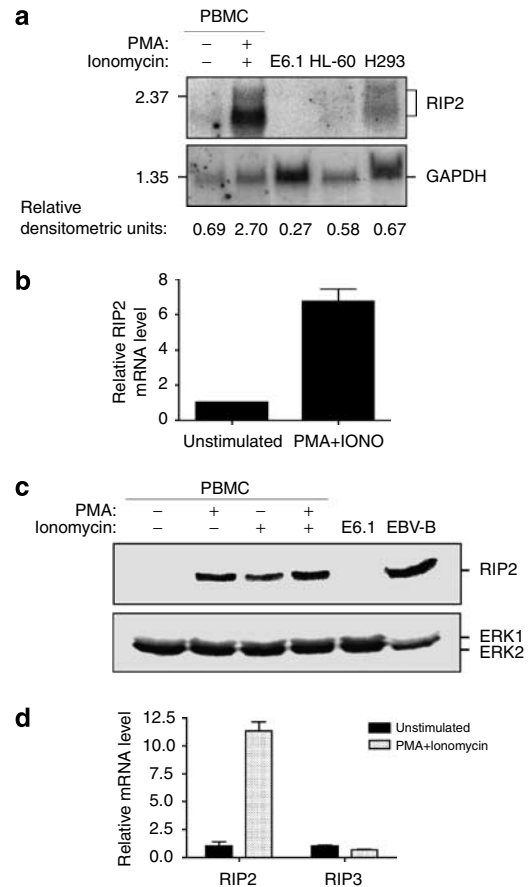 a
PBMC
PMA: – +
Ionomycin: – + E6.1 HL-60 H293
2.37
RIP2
1.35
GAPDH
Relative
densitometric units: 0.69 2.70 0.27 0.58 0.67
b
Relative RIP2
mRNA level
8
6
4
2
0
Unstimulated PMA+IONO
c
PBMC
PMA: – + – +
Ionomycin: – – + + E6.1 EBV-B
RIP2
ERK1
ERK2
d
Relative mRNA level
12.5
10.0
7.5
5.0
2.5
0.0
Unstimulated
PMA+Ionomycin
RIP2 RIP3